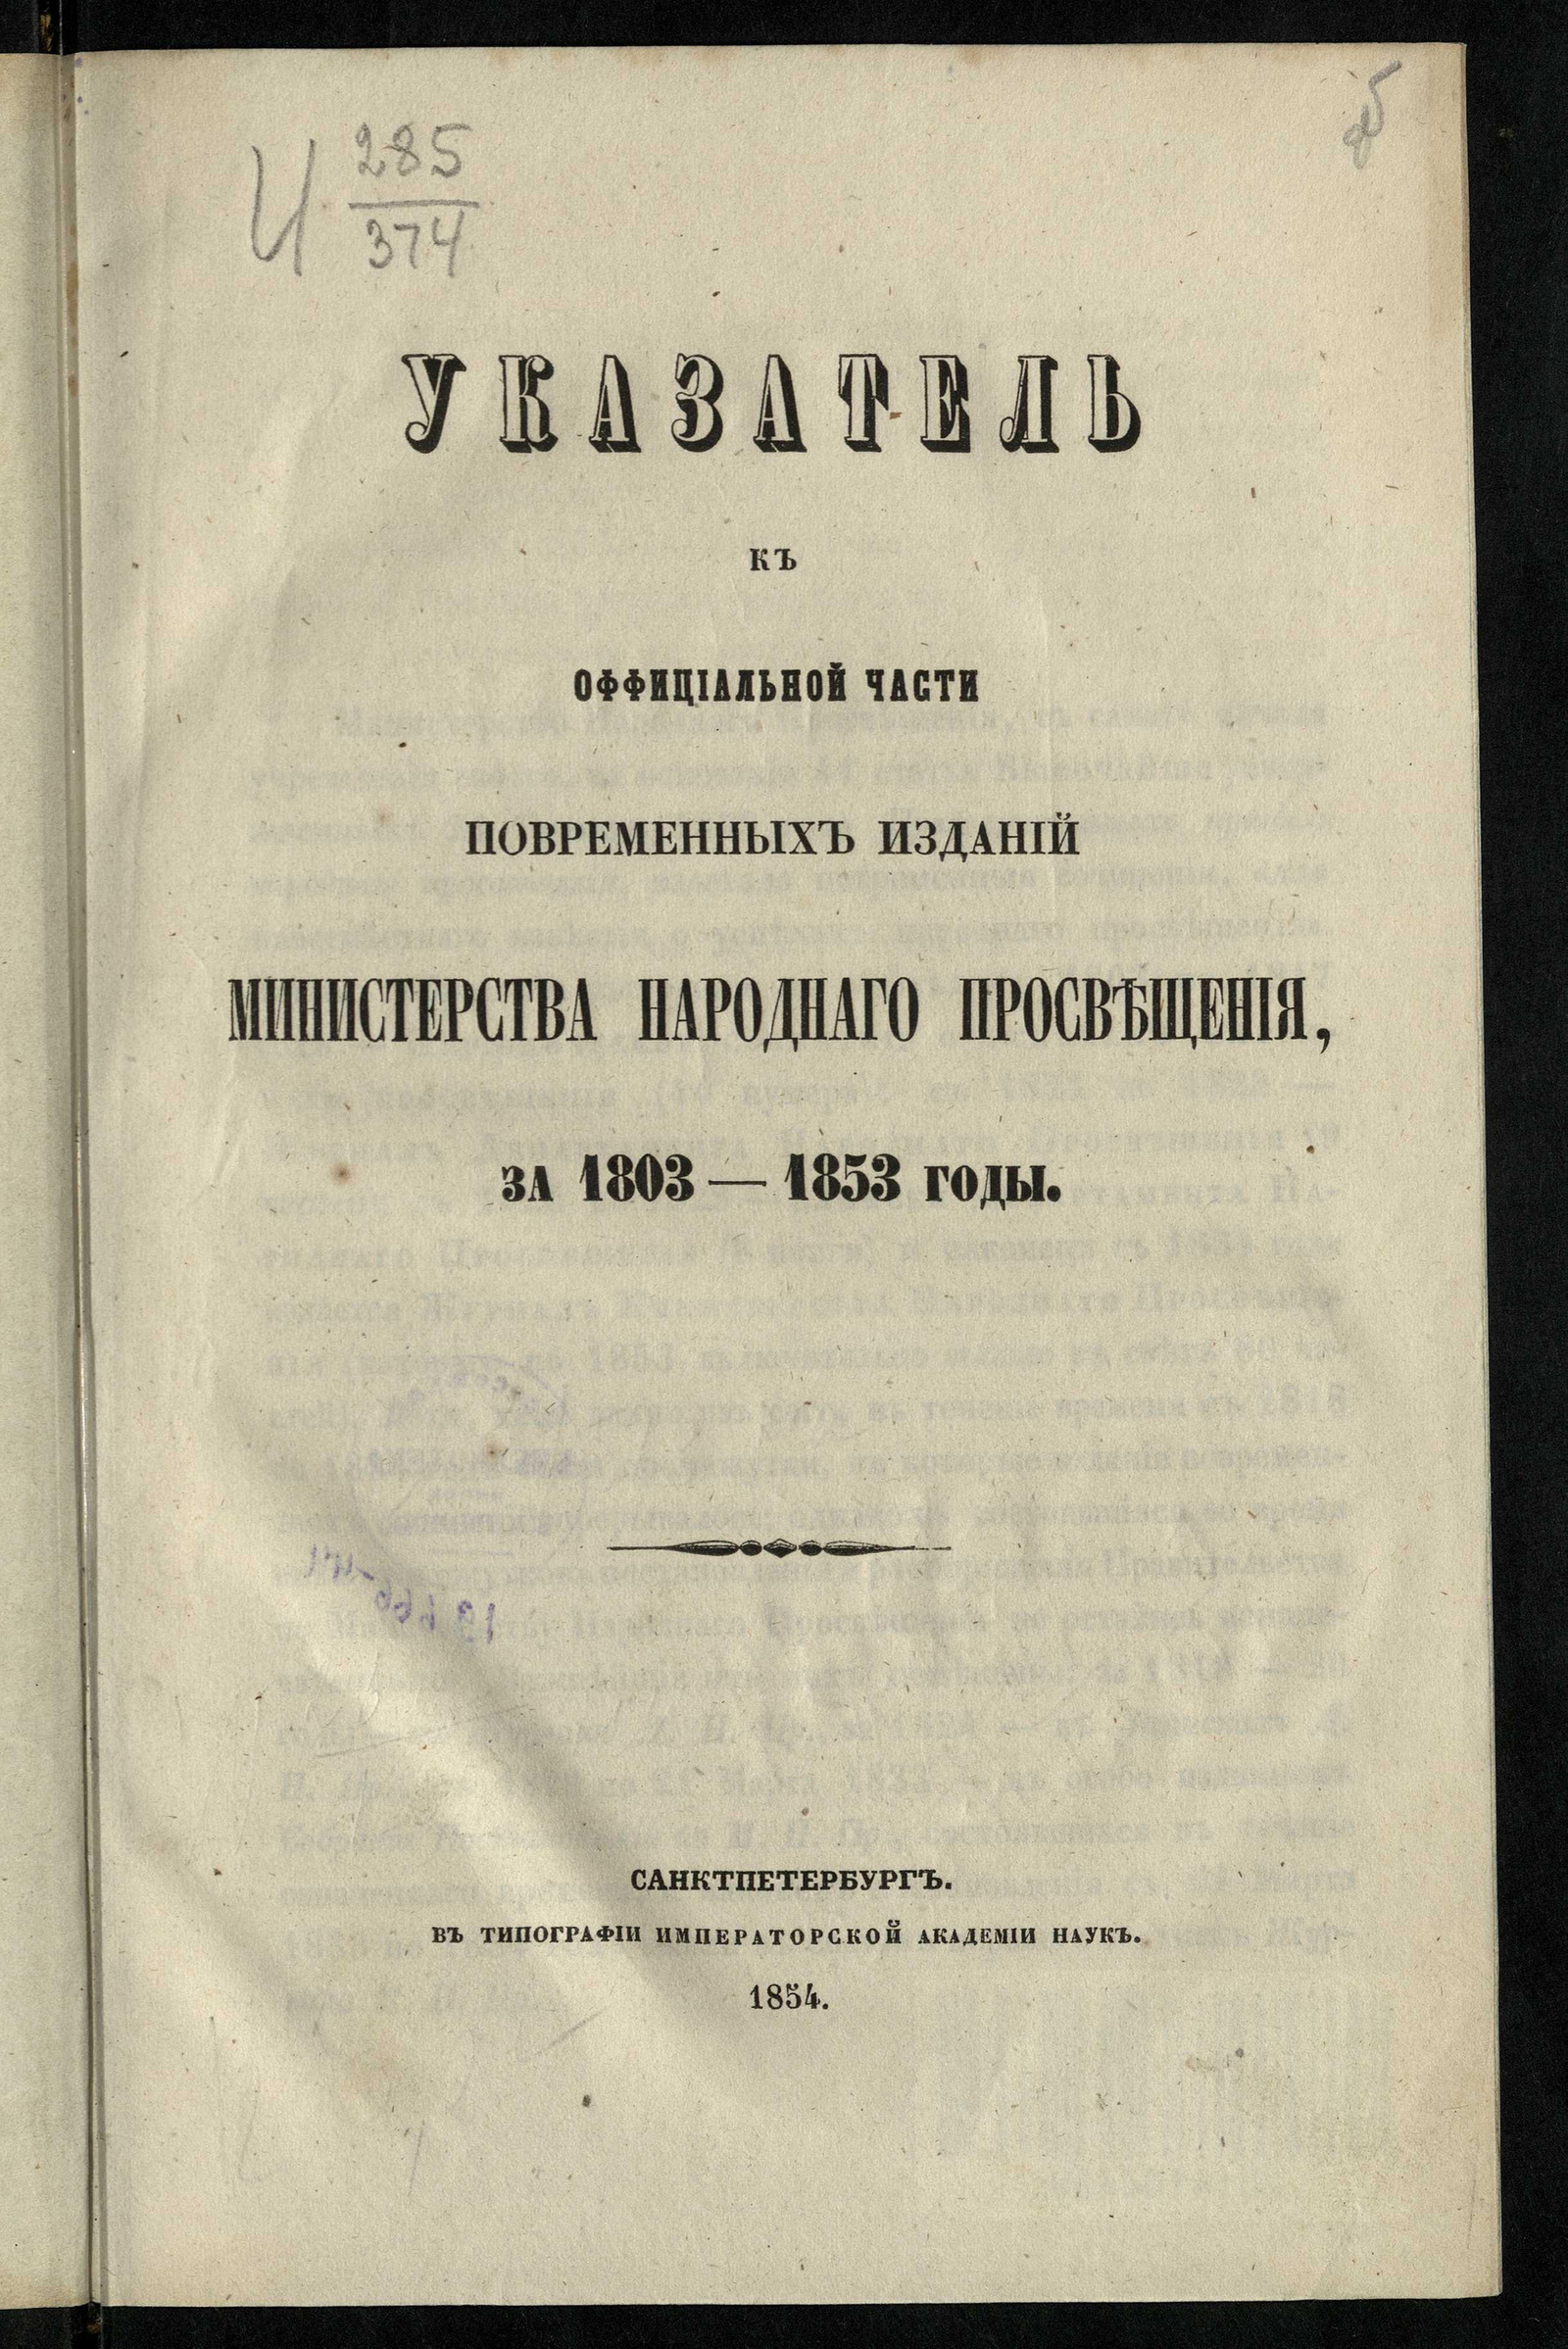 И 285
374
УКАЗАТЕЛЬ
КЪ
ОФФИЦІАЛЬНОЙ ЧАСТИ
ПОВРЕМЕННЫХЪ ИЗДАНІЙ
МИНИСТЕРСТВА НАРОДНАГО ПРОСВѢЩЕНІЯ,
ЗА 1803 — 1853 ГОДЫ.
САНКТПЕТЕРБУРГЪ.
ВЪ ТИПОГРАФІИ ИМПЕРАТОРСКОЙ АКАДЕМІИ НАУКЪ.
1854.